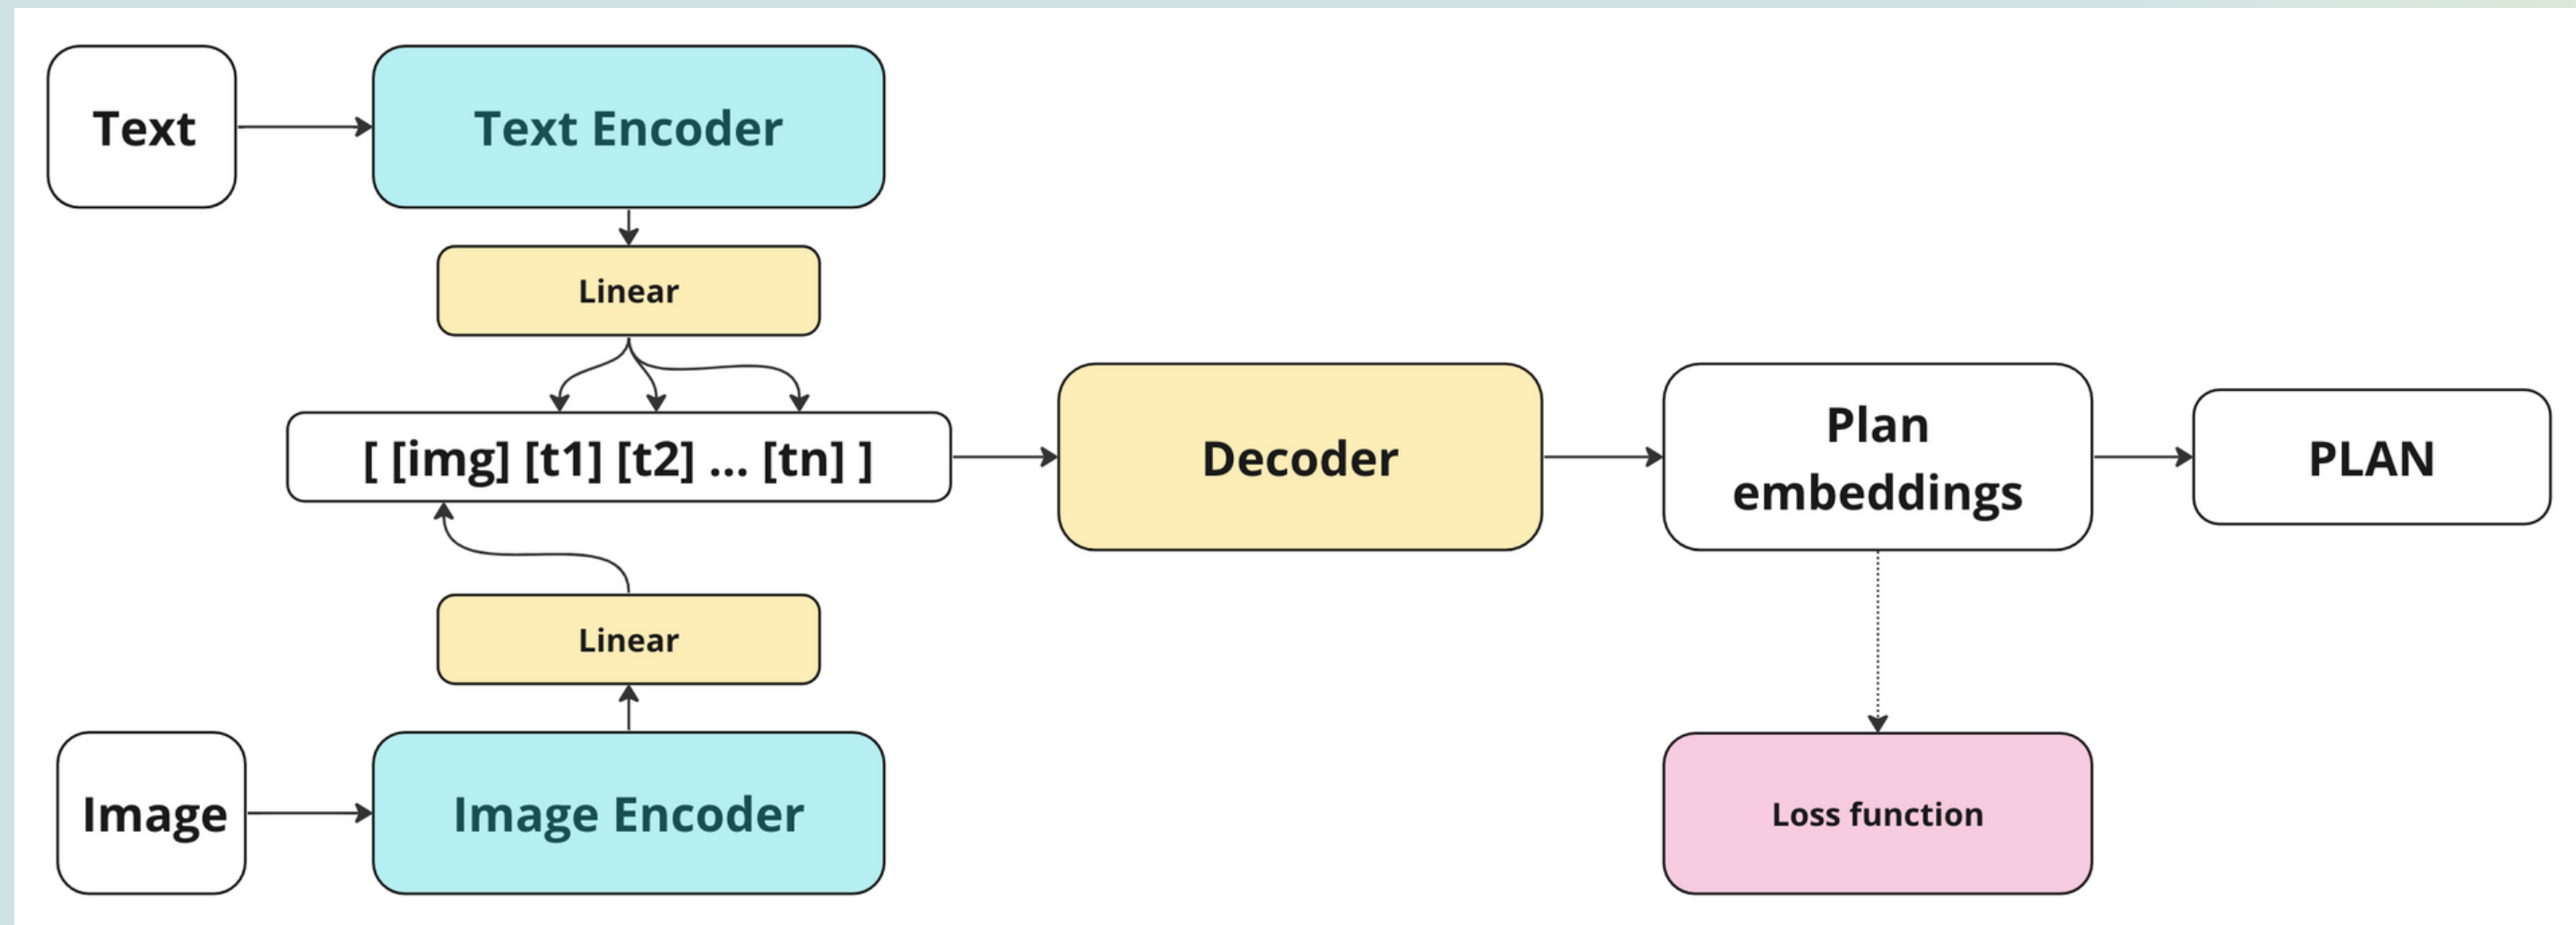 Text
Text Encoder
Linear
[ [img] [t1] [t2] ... [tn] ]
Decoder
Plan
embeddings
PLAN
Linear
Image
Image Encoder
Loss function